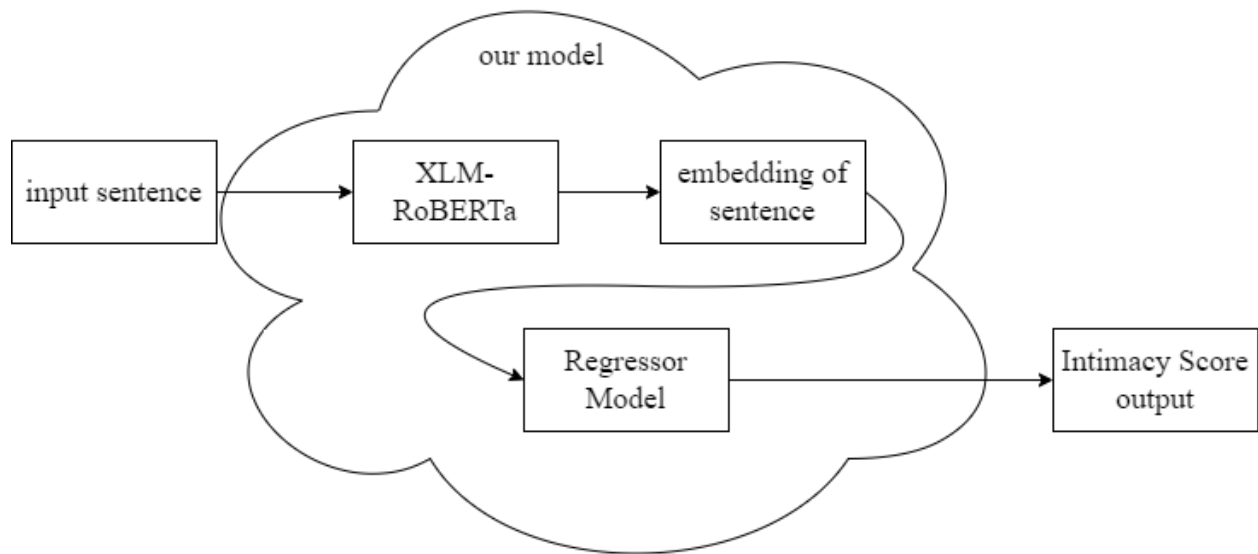 our model
input sentence
XLM-
RoBERTa
embedding of
sentence
Regressor
Model
Intimacy Score
output